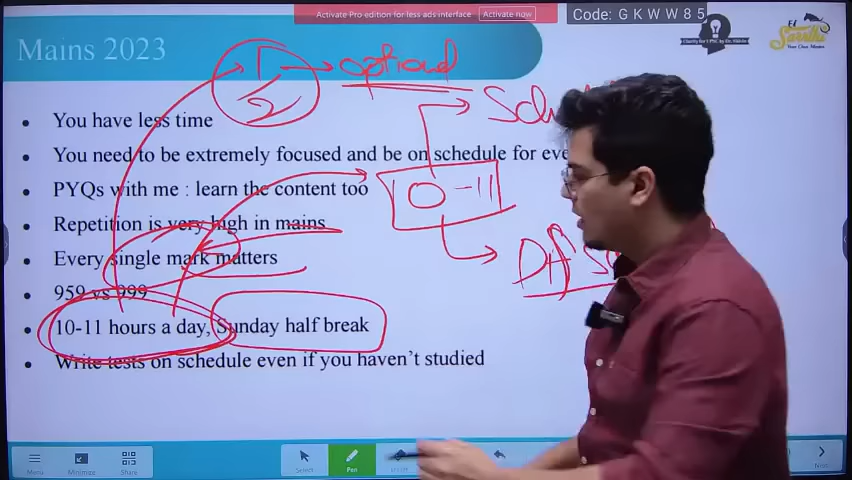 Activate Pro edition for less ads interface Activate now
Code: G K W W 8 5
Mains 2023
1/2 → optional
You have less time
You need to be extremely focused and be on schedule for eve
PYQs with me : learn the content too
10-11
Repetition is very high in mains
Every single mark matters
959 vs 999
10-11 hours a day, Sunday half break
Write tests on schedule even if you haven't studied
Menu Minimize Share Select Pen